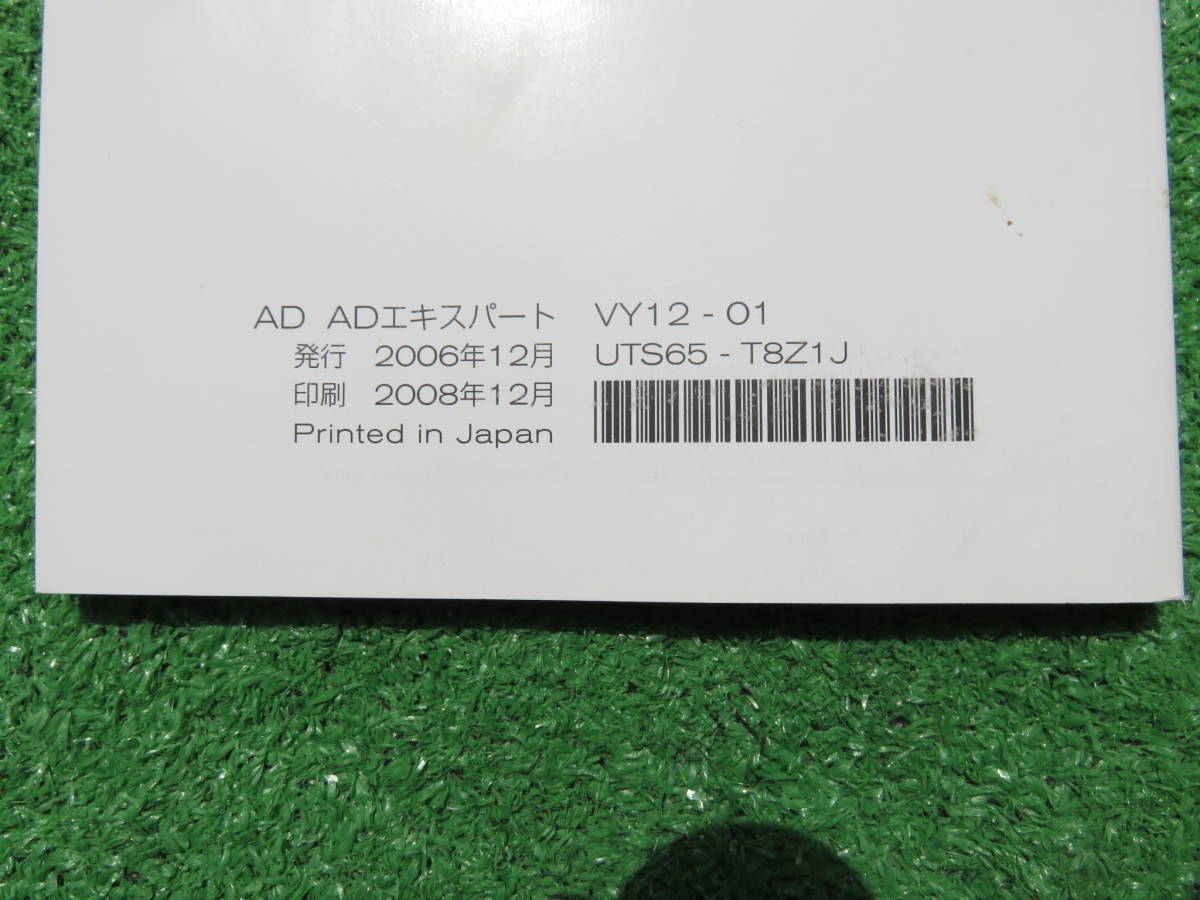 AD ADエキスパート VY12-01
発行 2006年12月 UTS65-T8Z1J
印刷 2008年12月
Printed in Japan